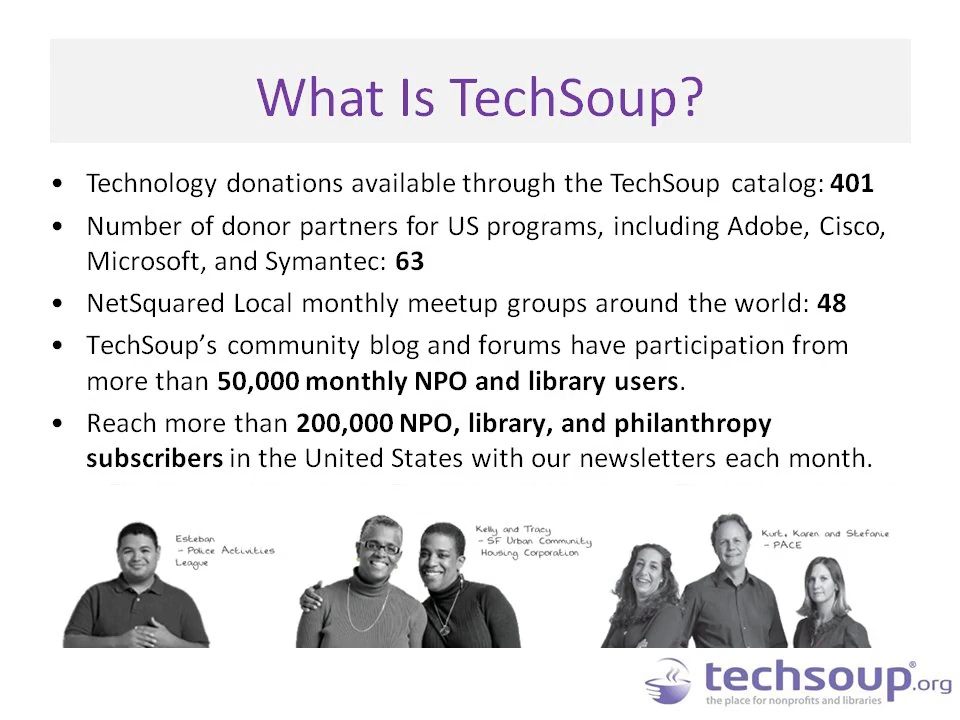 What Is TechSoup?
• Technology donations available through the TechSoup catalog: 401
• Number of donor partners for US programs, including Adobe, Cisco,
Microsoft, and Symantec: 63
• NetSquared Local monthly meetup groups around the world: 48
• TechSoup’s community blog and forums have participation from
more than 50,000 monthly NPO and library users.
• Reach more than 200,000 NPO, library, and philanthropy
subscribers in the United States with our newsletters each month.
Esteban
- Police Activities
League
Kelly and Tracy
- SF Urban Community
Housing Corporation
Kurt, Karen and Stefanie
- PACE
techsoup®.org
the place for nonprofits and libraries